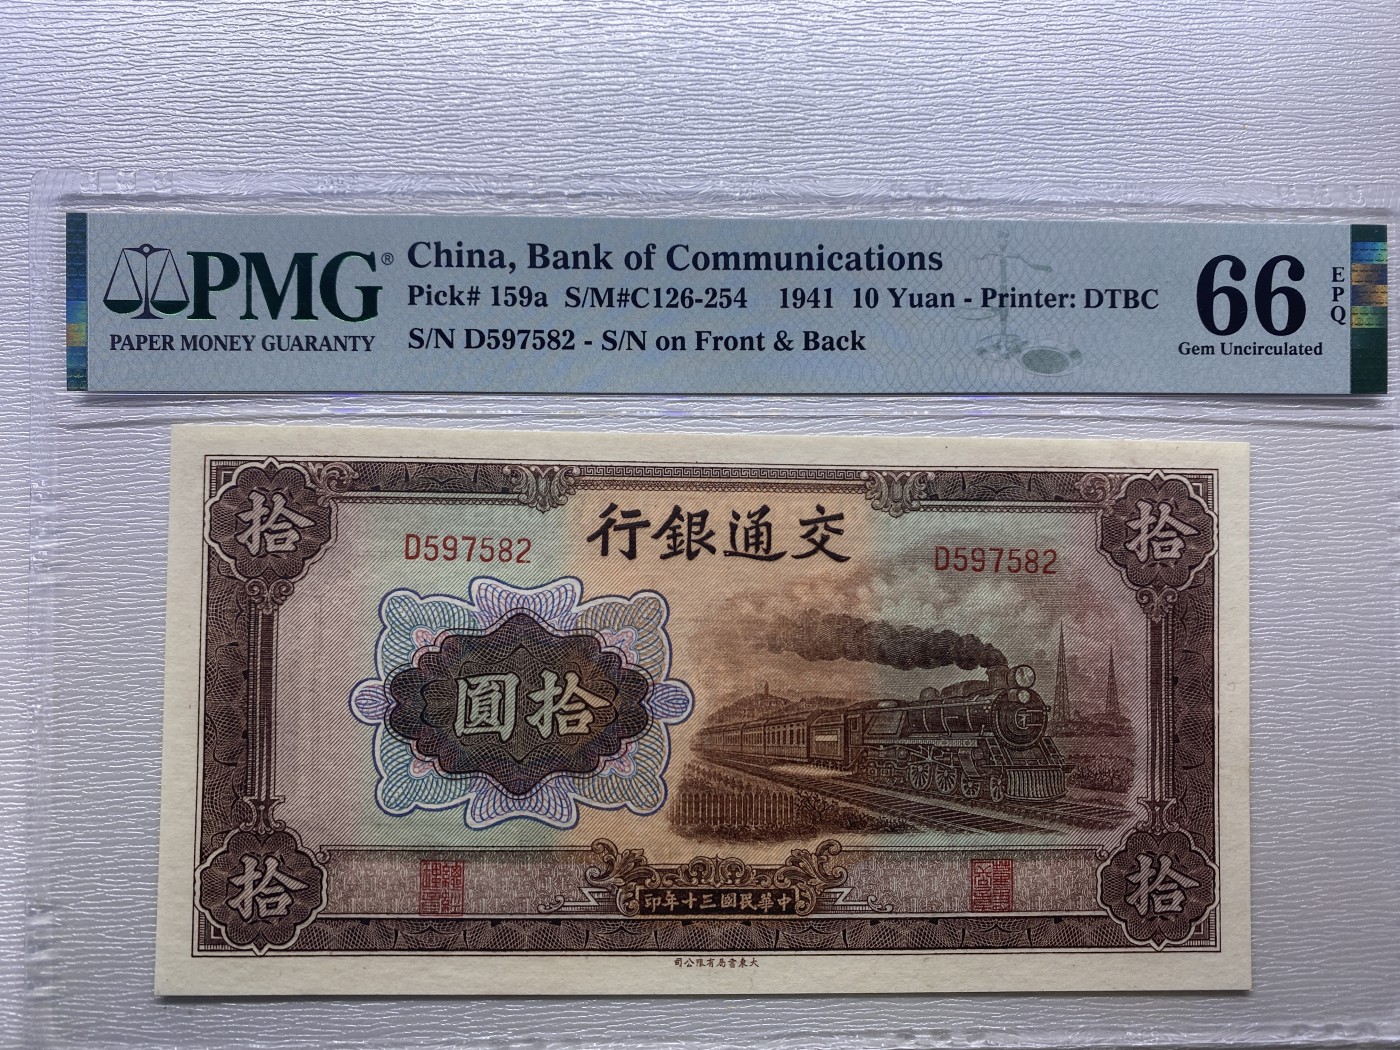 PMG®
PAPER MONEY GUARANTY
China, Bank of Communications
Pick# 159a S/M#C126-254 1941 10 Yuan - Printer: DTBC
S/N D597582 - S/N on Front & Back
66
EPQ
Gem Uncirculated
拾
行銀通交
拾
D597582
D597582
圓拾
拾
印年十三國民華中
拾
司公限有局書東大